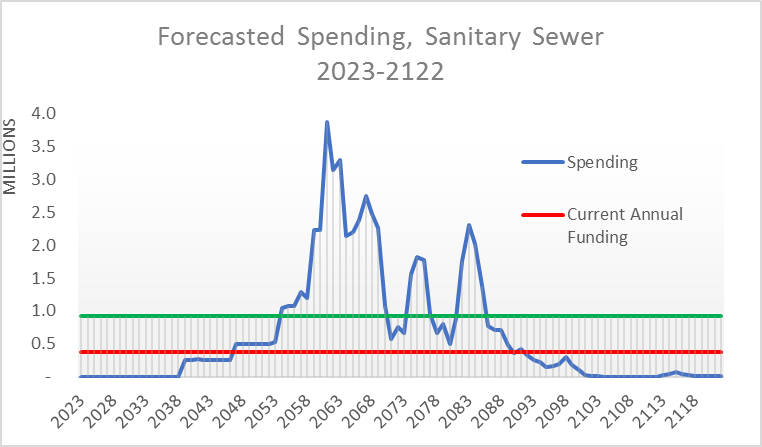 Forecasted Spending, Sanitary Sewer
2023-2122
MILLIONS
4.0
3.5
3.0
2.5
2.0
1.5
1.0
0.5
-
Spending
Current Annual
Funding
2023 2028 2033 2038 2043 2048 2053 2058 2063 2068 2073 2078 2083 2088 2093 2098 2103 2108 2113 2118